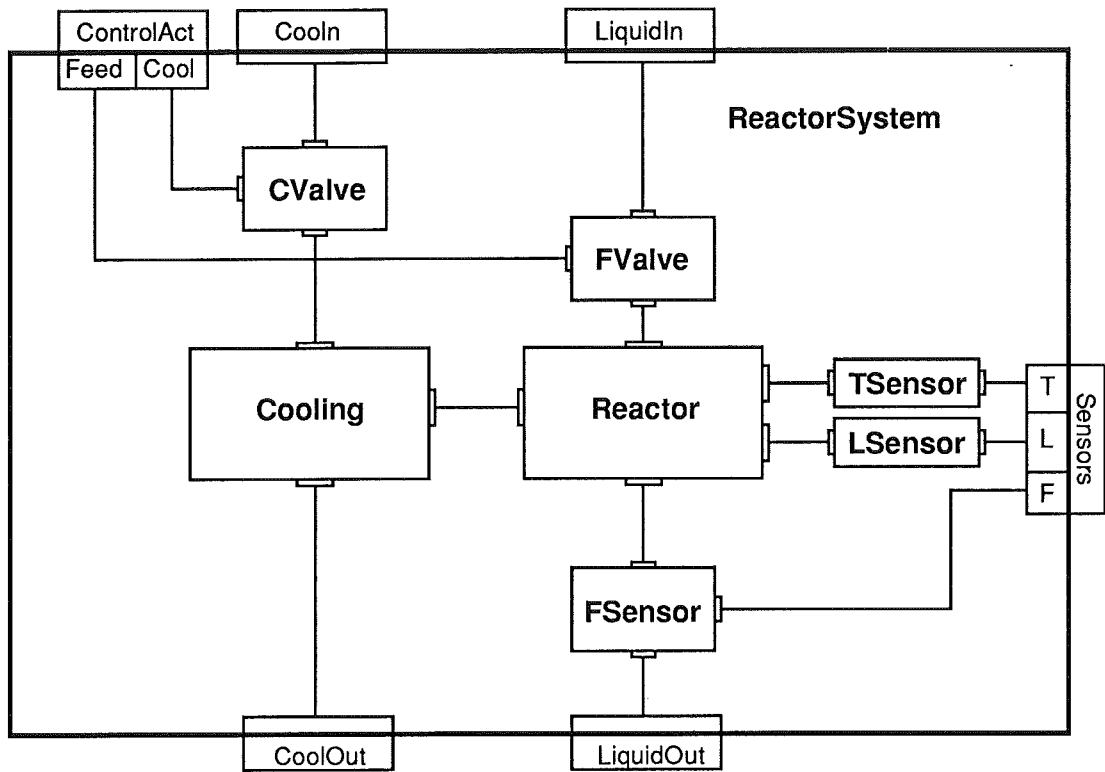 ControlAct
CooIn
LiquidIn
Feed
Cool
ReactorSystem
CValve
FValve
Cooling
Reactor
TSensor
LSensor
T
L
F
Sensors
FSensor
CoolOut
LiquidOut